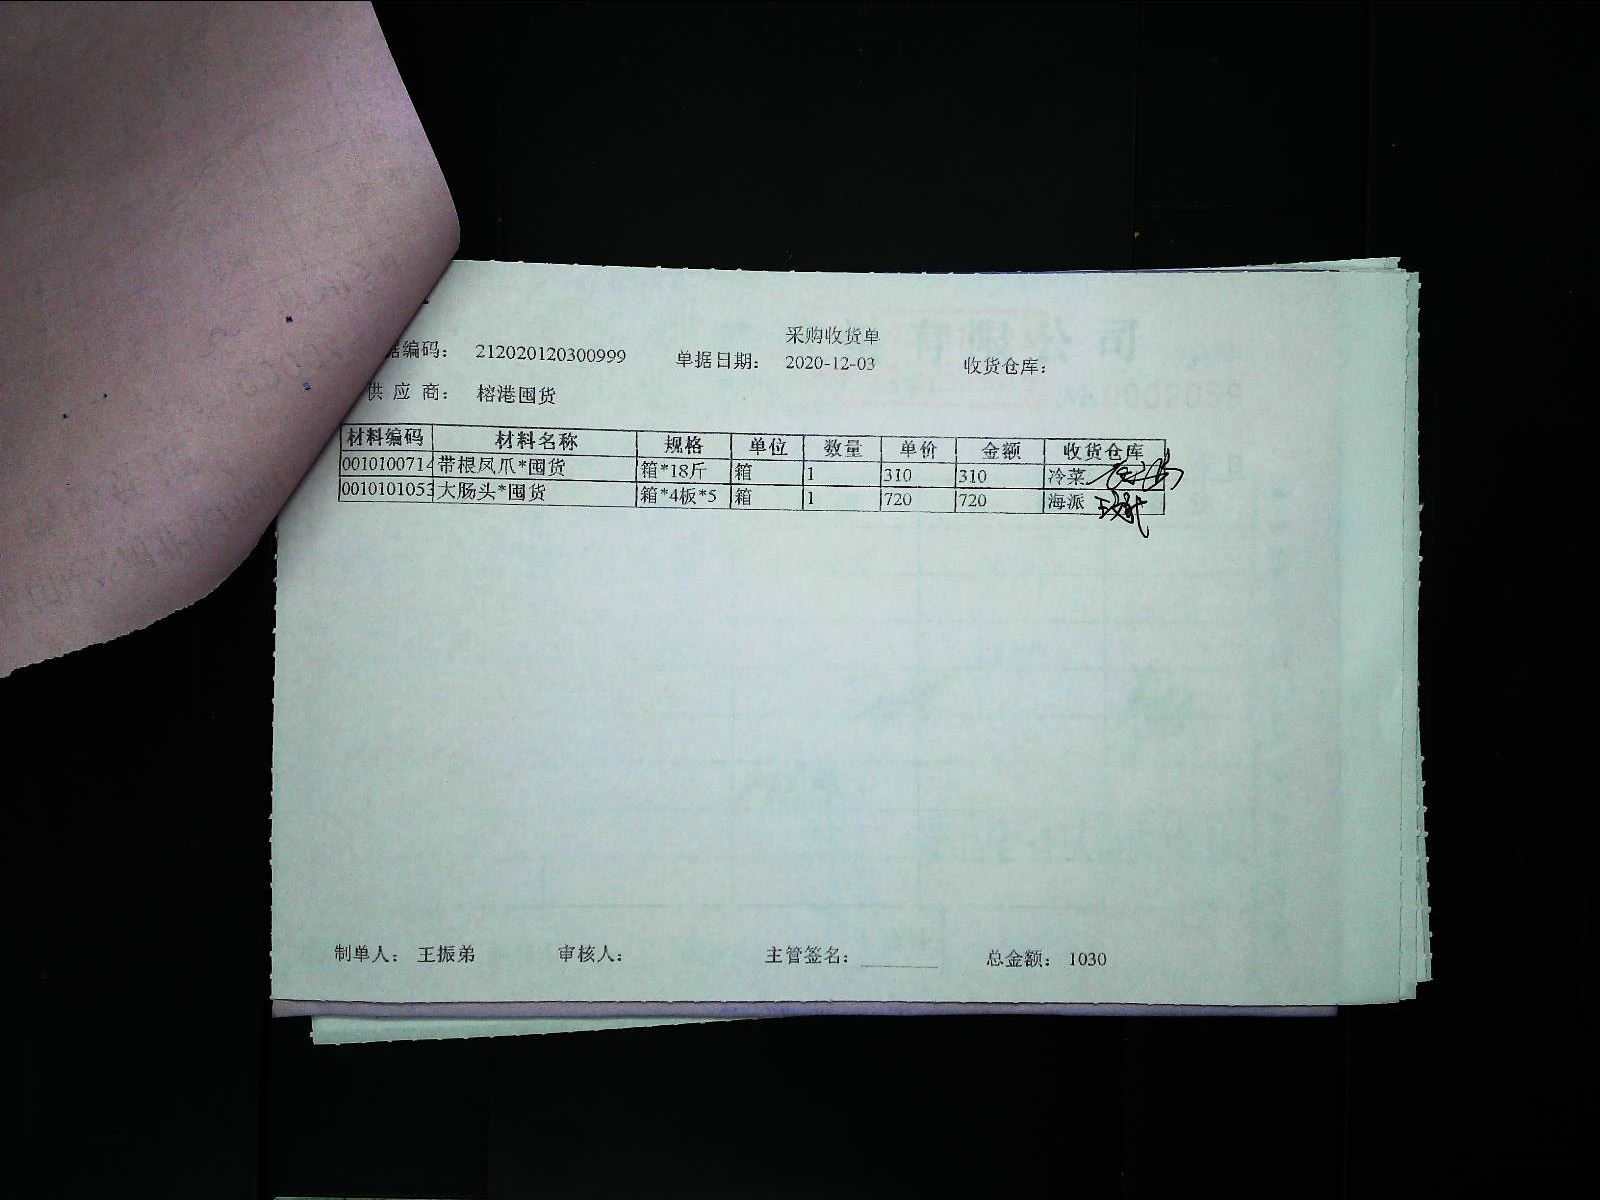 采购收货单
据编码： 212020120300999 单据日期： 2020-12-03 收货仓库：
供 应 商： 榕港囤货
材料编码 材料名称 规格 单位 数量 单价 金额 收货仓库
0010100714 带根凤爪*囤货 箱*18斤 箱 1 310 310 冷菜
0010101053 大肠头*囤货 箱*4板*5 箱 1 720 720 海派
制单人： 王振弟 审核人： 主管签名： 总金额： 1030